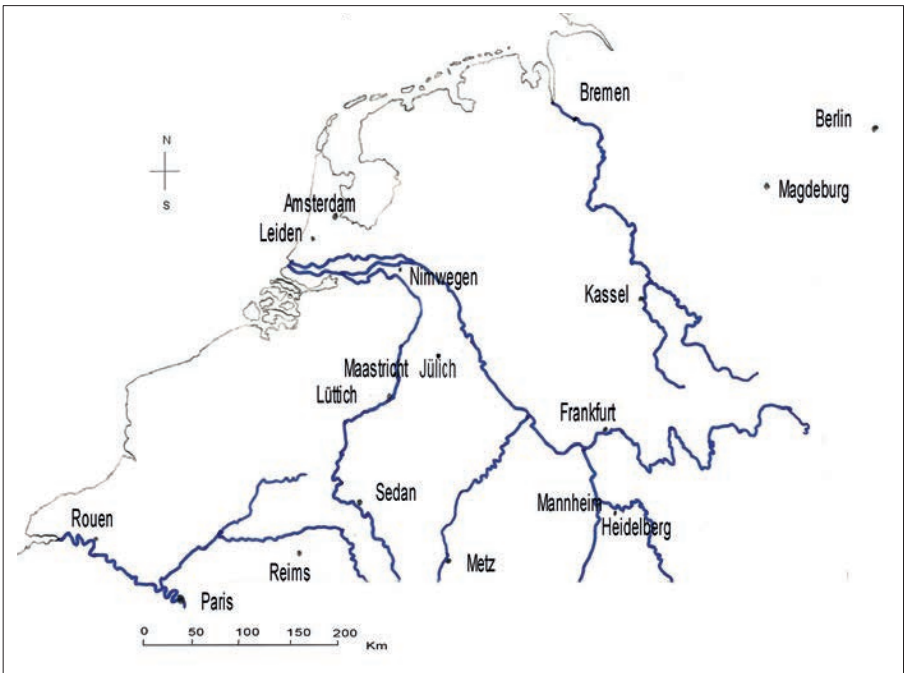 Bremen
Berlin
N
S
Magdeburg
Amsterdam
Leiden
Nimwegen
Kassel
Maastricht
Jülich
Lüttich
Frankfurt
Sedan
Mannheim
Rouen
Heidelberg
Reims
Metz
Paris
0 50 100 150 200
Km